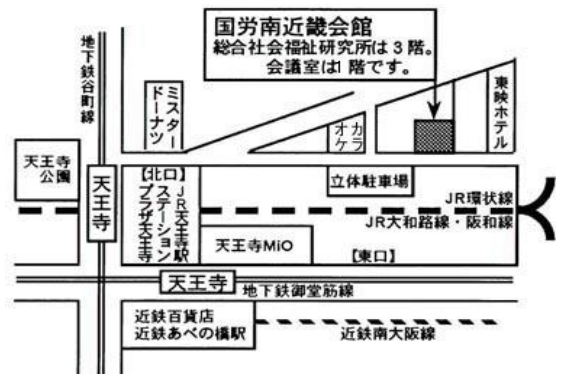 国労南近畿会館
総合社会福祉研究所は3階。
会議室は1階です。
地下鉄谷町線
ミスター
ドーナツ
カラ
オケ
東映ホテル
天王寺
公園
天王寺
【北口】
JR天王寺駅
ステーション
プラザ天王寺
立体駐車場
JR環状線
JR大和路線・阪和線
天王寺MiO
【東口】
天王寺
地下鉄御堂筋線
近鉄百貨店
近鉄あべの橋駅
近鉄南大阪線